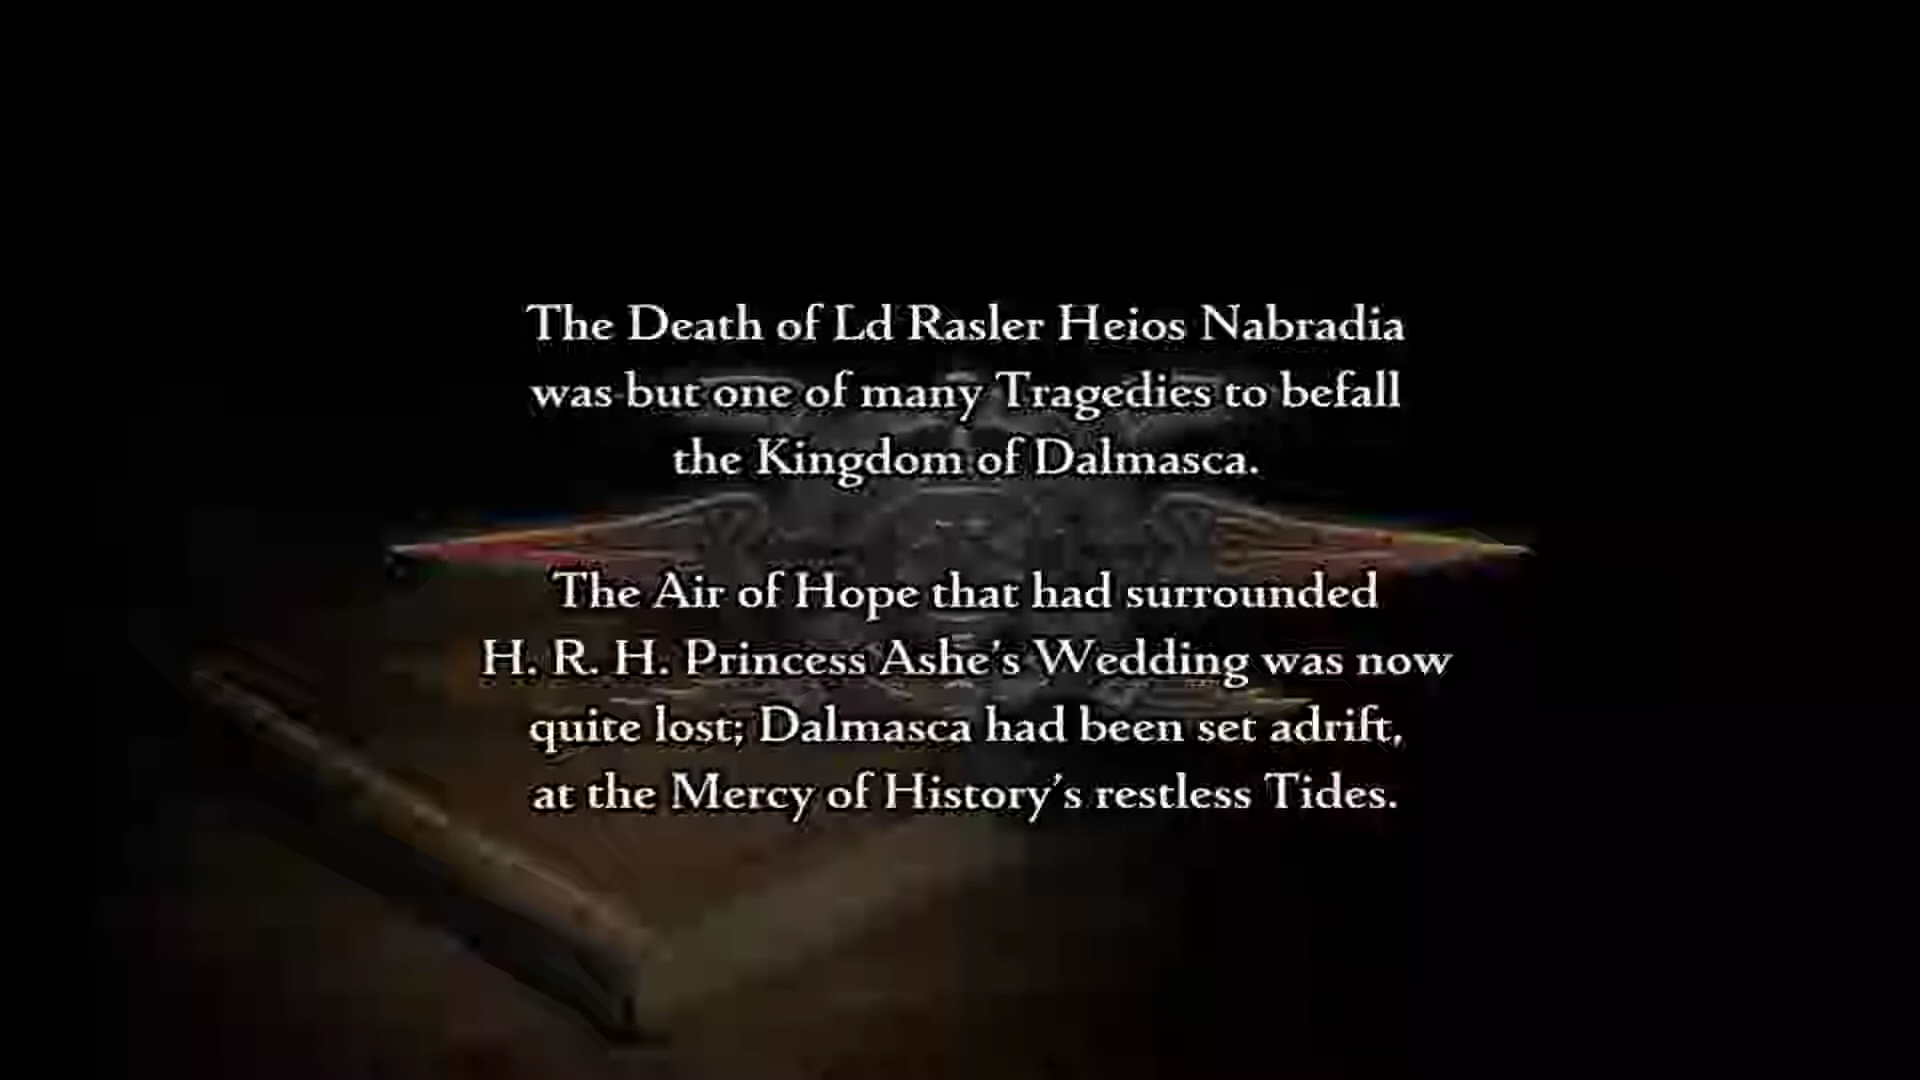 The Death of Ld Rasler Heios Nabradia
was but one of many Tragedies to befall
the Kingdom of Dalmasca.
The Air of Hope that had surrounded
H. R. H. Princess Ashe's Wedding was now
quite lost; Dalmasca had been set adrift,
at the Mercy of History's restless Tides.